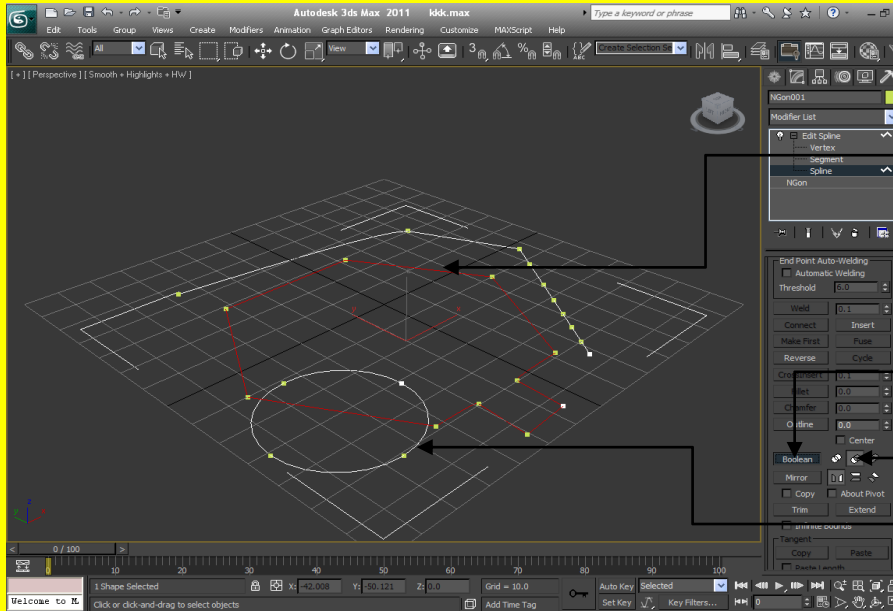 Autodesk 3ds Max 2011 kkk.max
Type a keyword or phrase
Edit Tools Group Views Create Modifiers Animation Graph Editors Rendering Customize MAXScript Help
All View Create Selection Se
[ + ] [ Perspective ] [ Smooth + Highlights + HW ]
NGon001
Modifier List
Edit Spline
Vertex
Segment
Spline
NGon
End Point Auto-Welding
Automatic Welding
Threshold 6.0
Weld 0.1
Connect Insert
Make First Fuse
Reverse Cycle
CrossInsert 0.1
Fillet 0.0
Chamfer 0.0
Outline 0.0
Center
Boolean
Mirror
Copy About Pivot
Trim Extend
Infinite Bounds
Tangent
Copy Paste
Paste Length
y x
z
< 0 / 100 >
0 10 20 30 40 50 60 70 80 90 100
1 Shape Selected X: -42.008 Y: -50.121 Z: 0.0 Grid = 10.0 Auto Key Selected
Welcome to M. Click or click-and-drag to select objects Add Time Tag Set Key Key Filters... 0